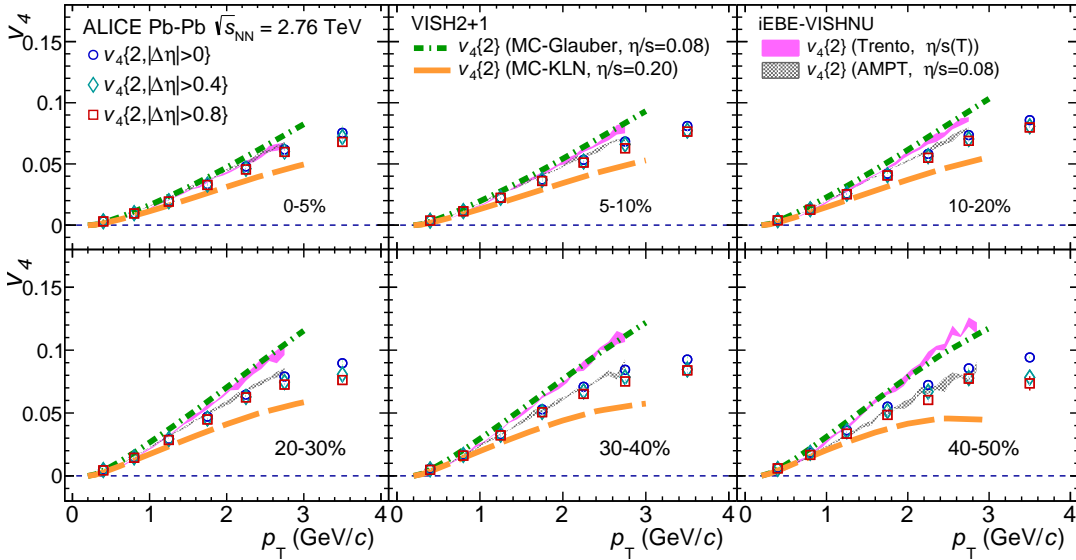 v₄
0.15
0.1
0.05
0
ALICE Pb-Pb √sNN = 2.76 TeV
v₄{2,|Δη|>0}
v₄{2,|Δη|>0.4}
v₄{2,|Δη|>0.8}
0-5%
VISH2+1
v₄{2} (MC-Glauber, η/s=0.08)
v₄{2} (MC-KLN, η/s=0.20)
5-10%
iEBE-VISHNU
v₄{2} (Trento, η/s(T))
v₄{2} (AMPT, η/s=0.08)
10-20%
v₄
0.15
0.1
0.05
0
20-30%
30-40%
40-50%
0 1 2 3 4 0 1 2 3 4 0 1 2 3 4
pT (GeV/c) pT (GeV/c) pT (GeV/c)